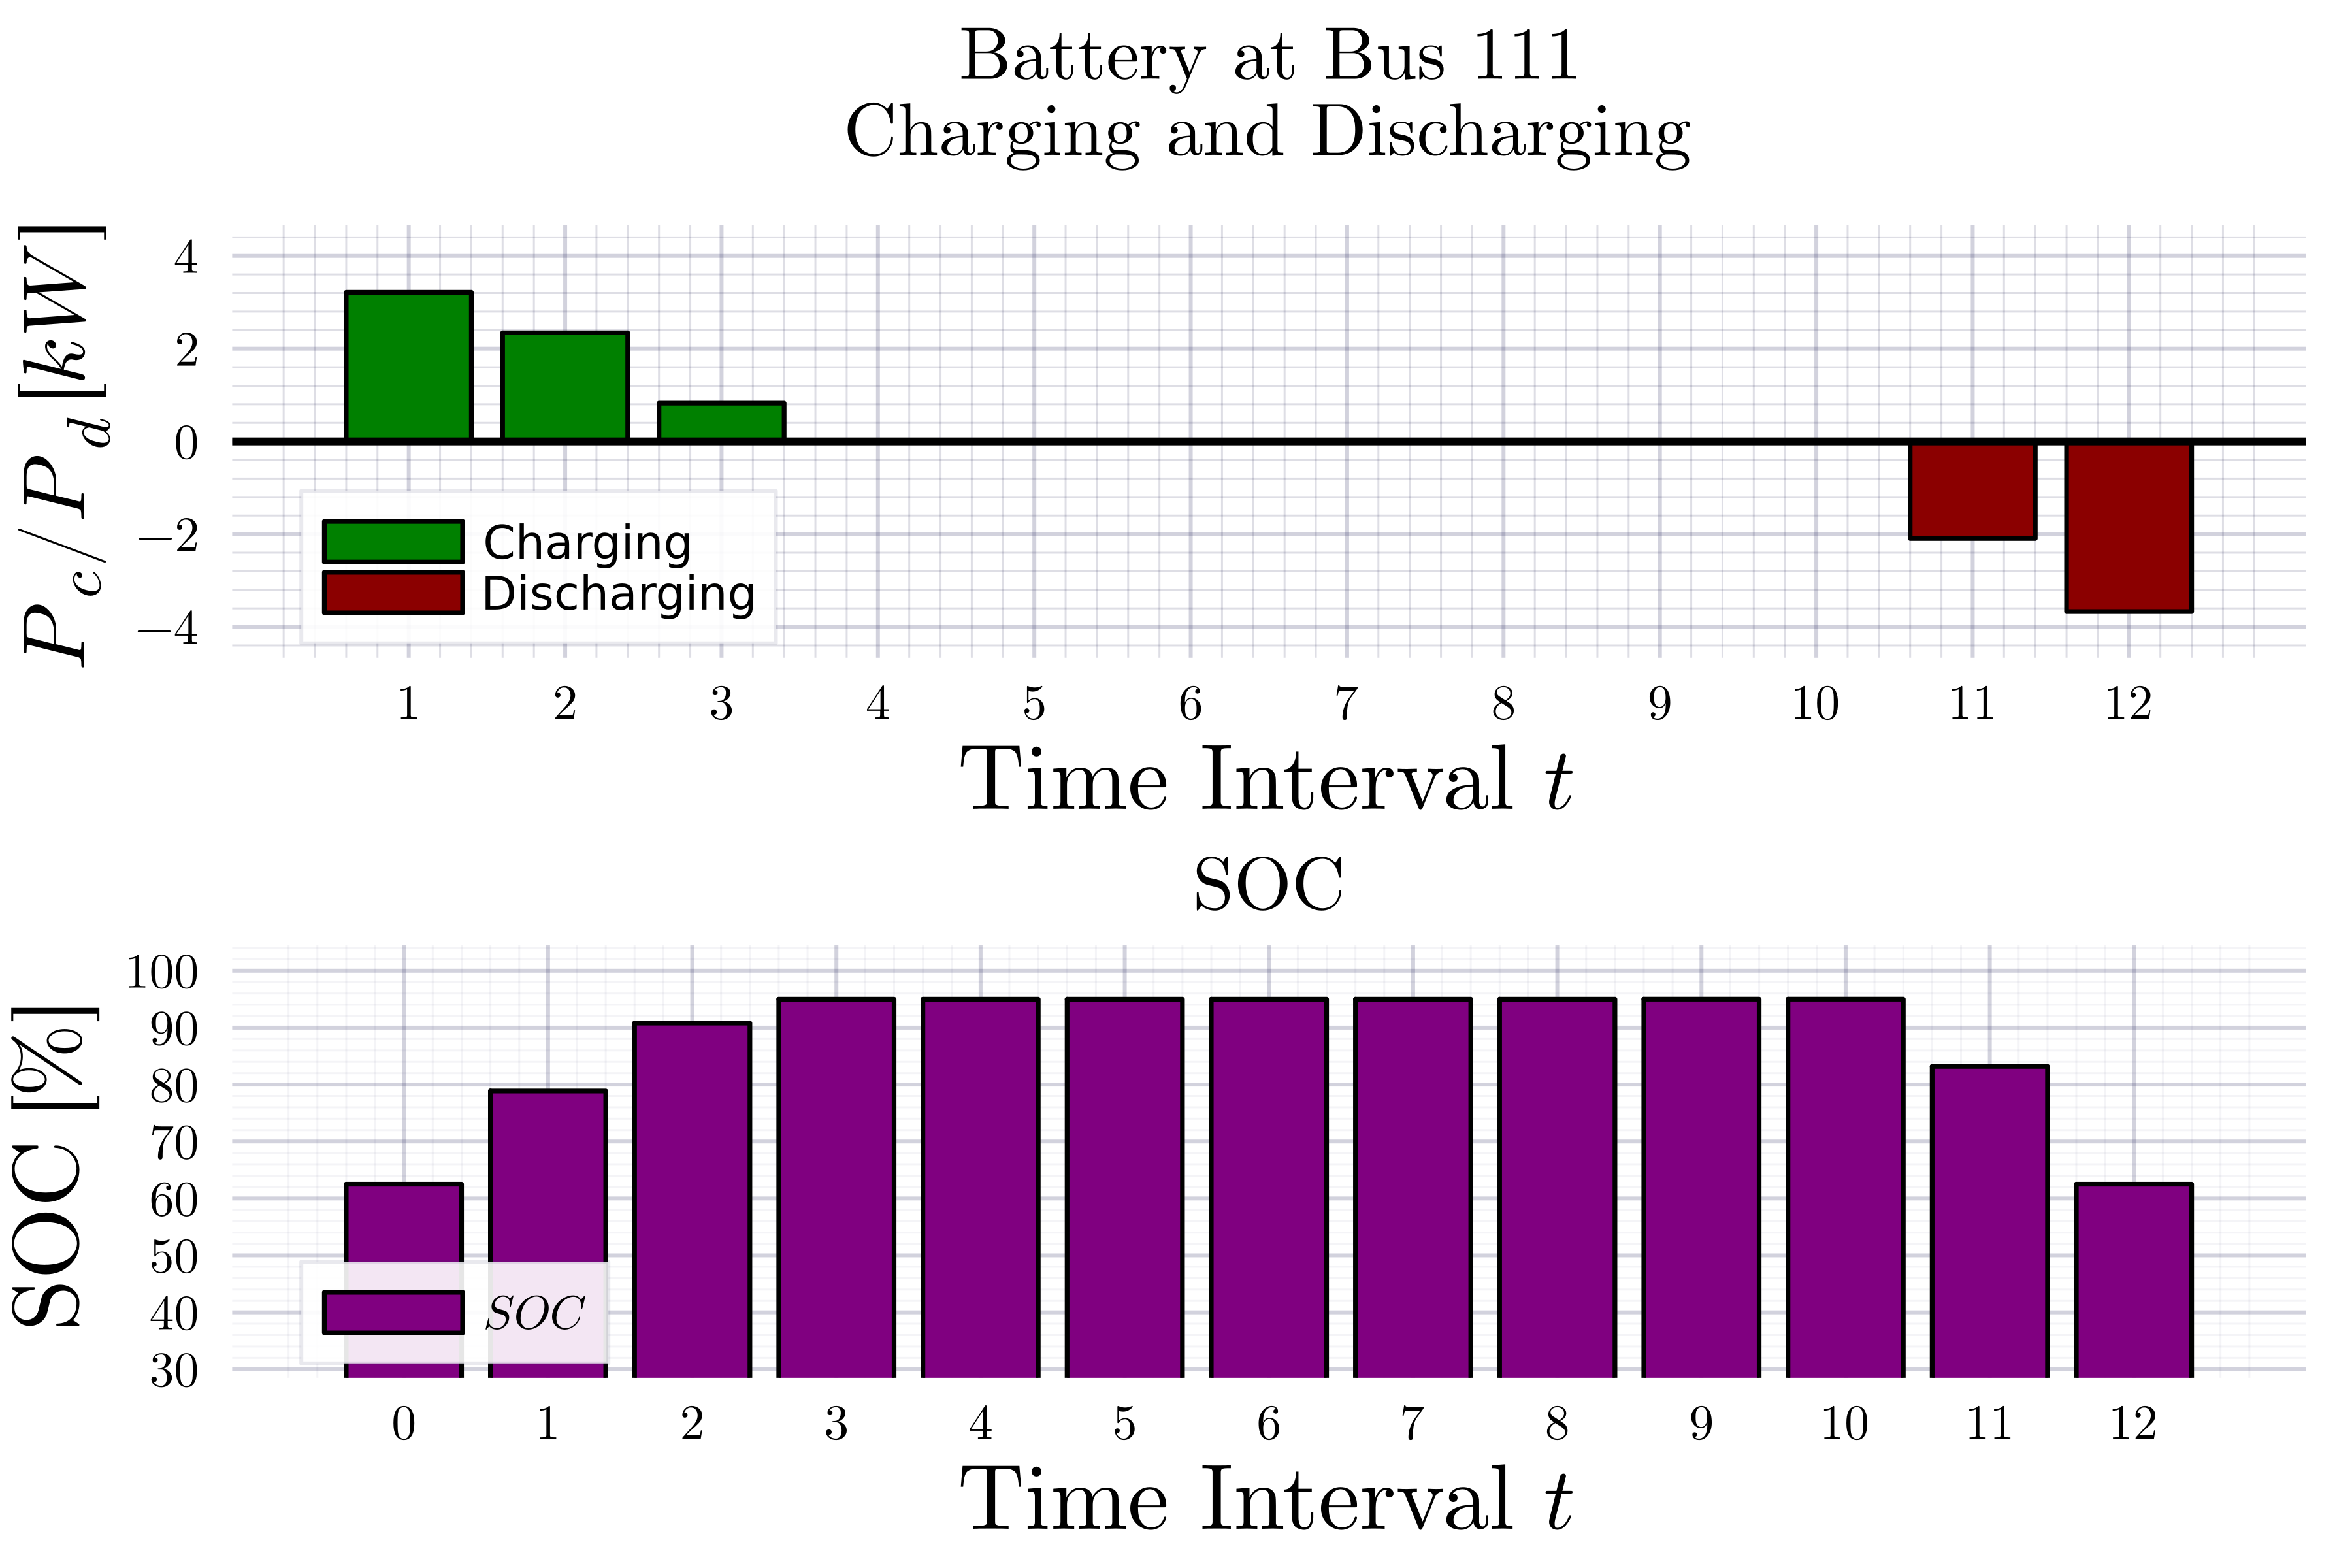 Battery at Bus 111
Charging and Discharging
P_c/P_d [kW]
4
2
0
−2
−4
Charging
Discharging
1 2 3 4 5 6 7 8 9 10 11 12
Time Interval t
SOC
SOC [%]
100
90
80
70
60
50
40
30
SOC
0 1 2 3 4 5 6 7 8 9 10 11 12
Time Interval t